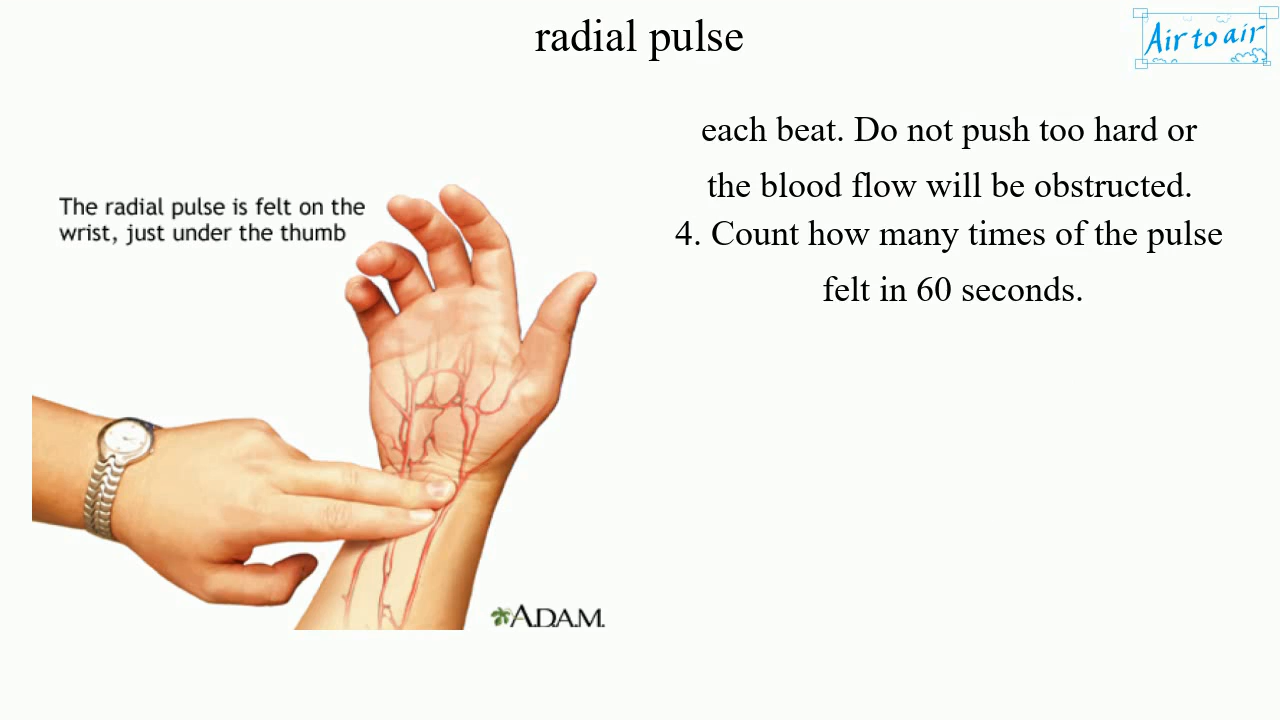 radial pulse
Air to air
each beat. Do not push too hard or
the blood flow will be obstructed.
4. Count how many times of the pulse
felt in 60 seconds.
The radial pulse is felt on the
wrist, just under the thumb
A.D.A.M.